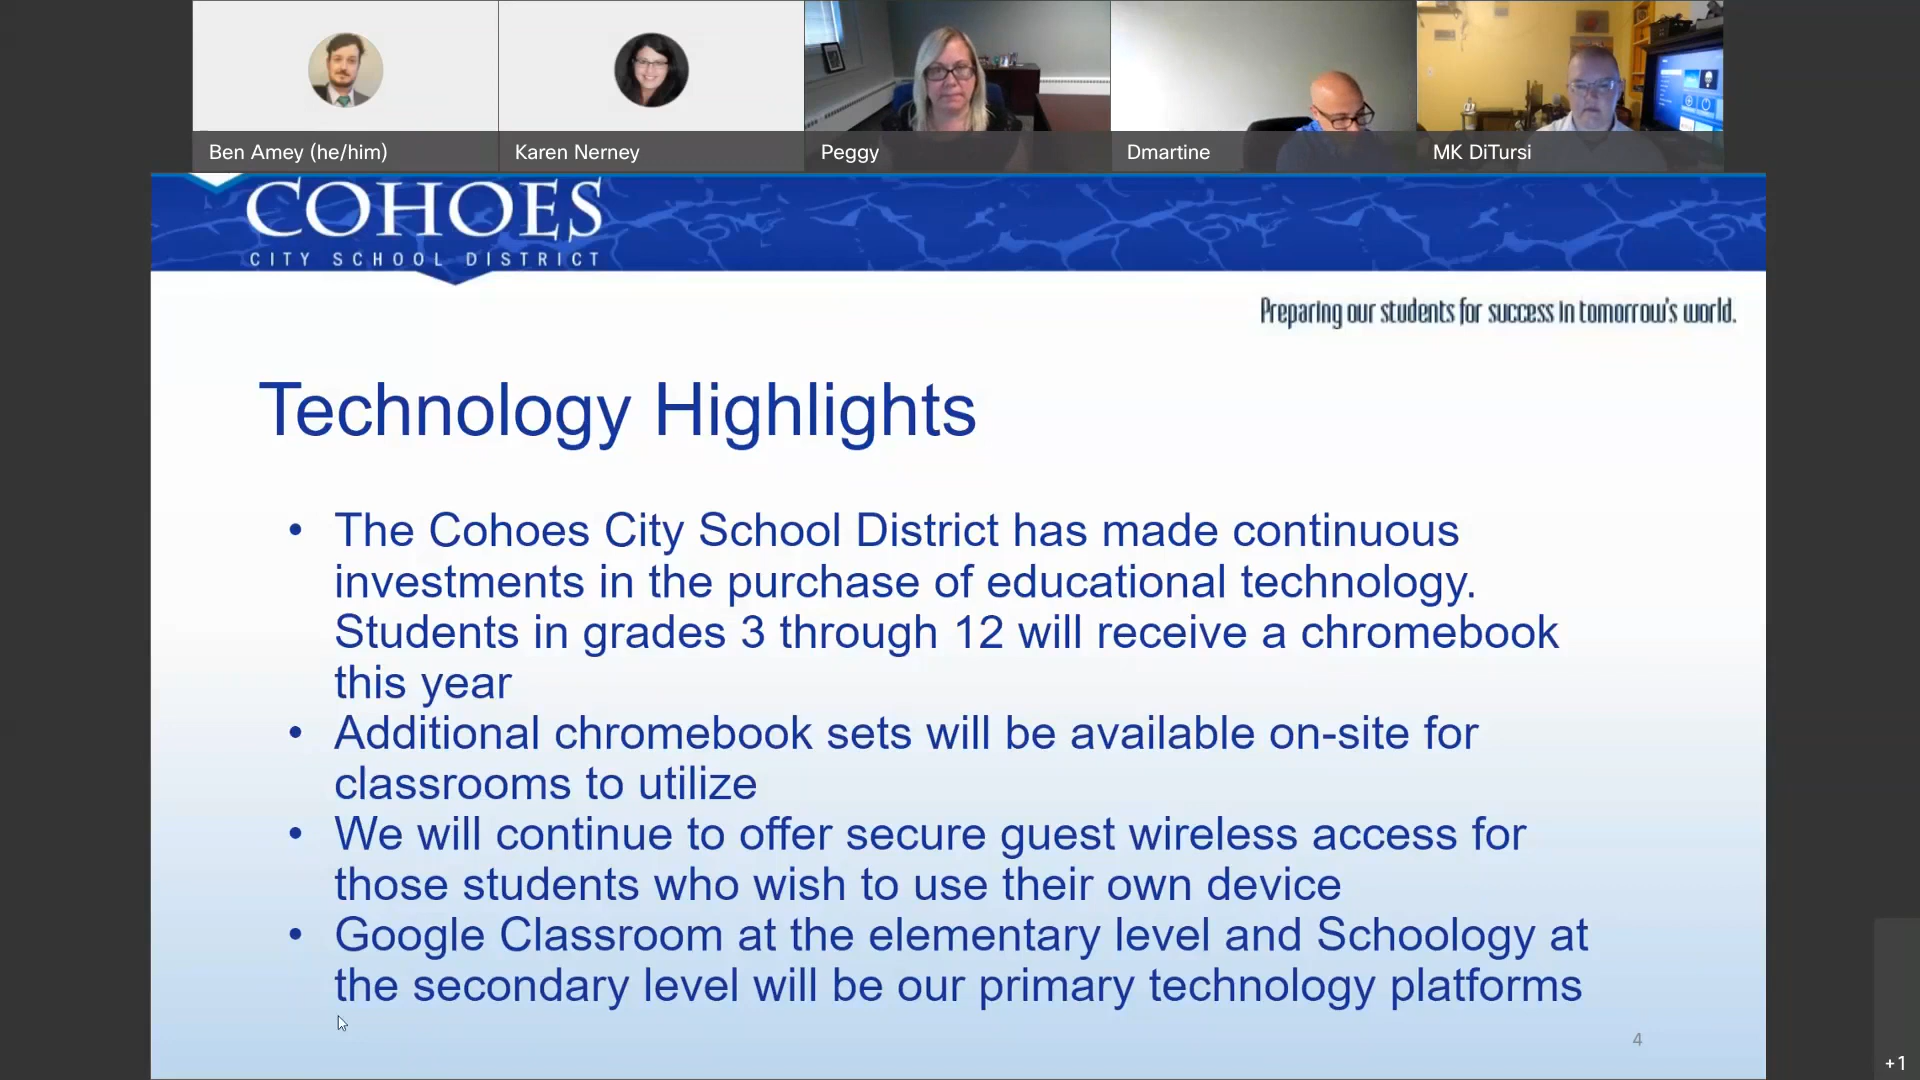 Ben Amey (he/him)
Karen Nerney
Peggy
Dmartine
MK DiTursi
COHOES
CITY SCHOOL DISTRICT
Preparing our students for success in tomorrow's world.
Technology Highlights
• The Cohoes City School District has made continuous
investments in the purchase of educational technology.
Students in grades 3 through 12 will receive a chromebook
this year
• Additional chromebook sets will be available on-site for
classrooms to utilize
• We will continue to offer secure guest wireless access for
those students who wish to use their own device
• Google Classroom at the elementary level and Schoology at
the secondary level will be our primary technology platforms
4
+1